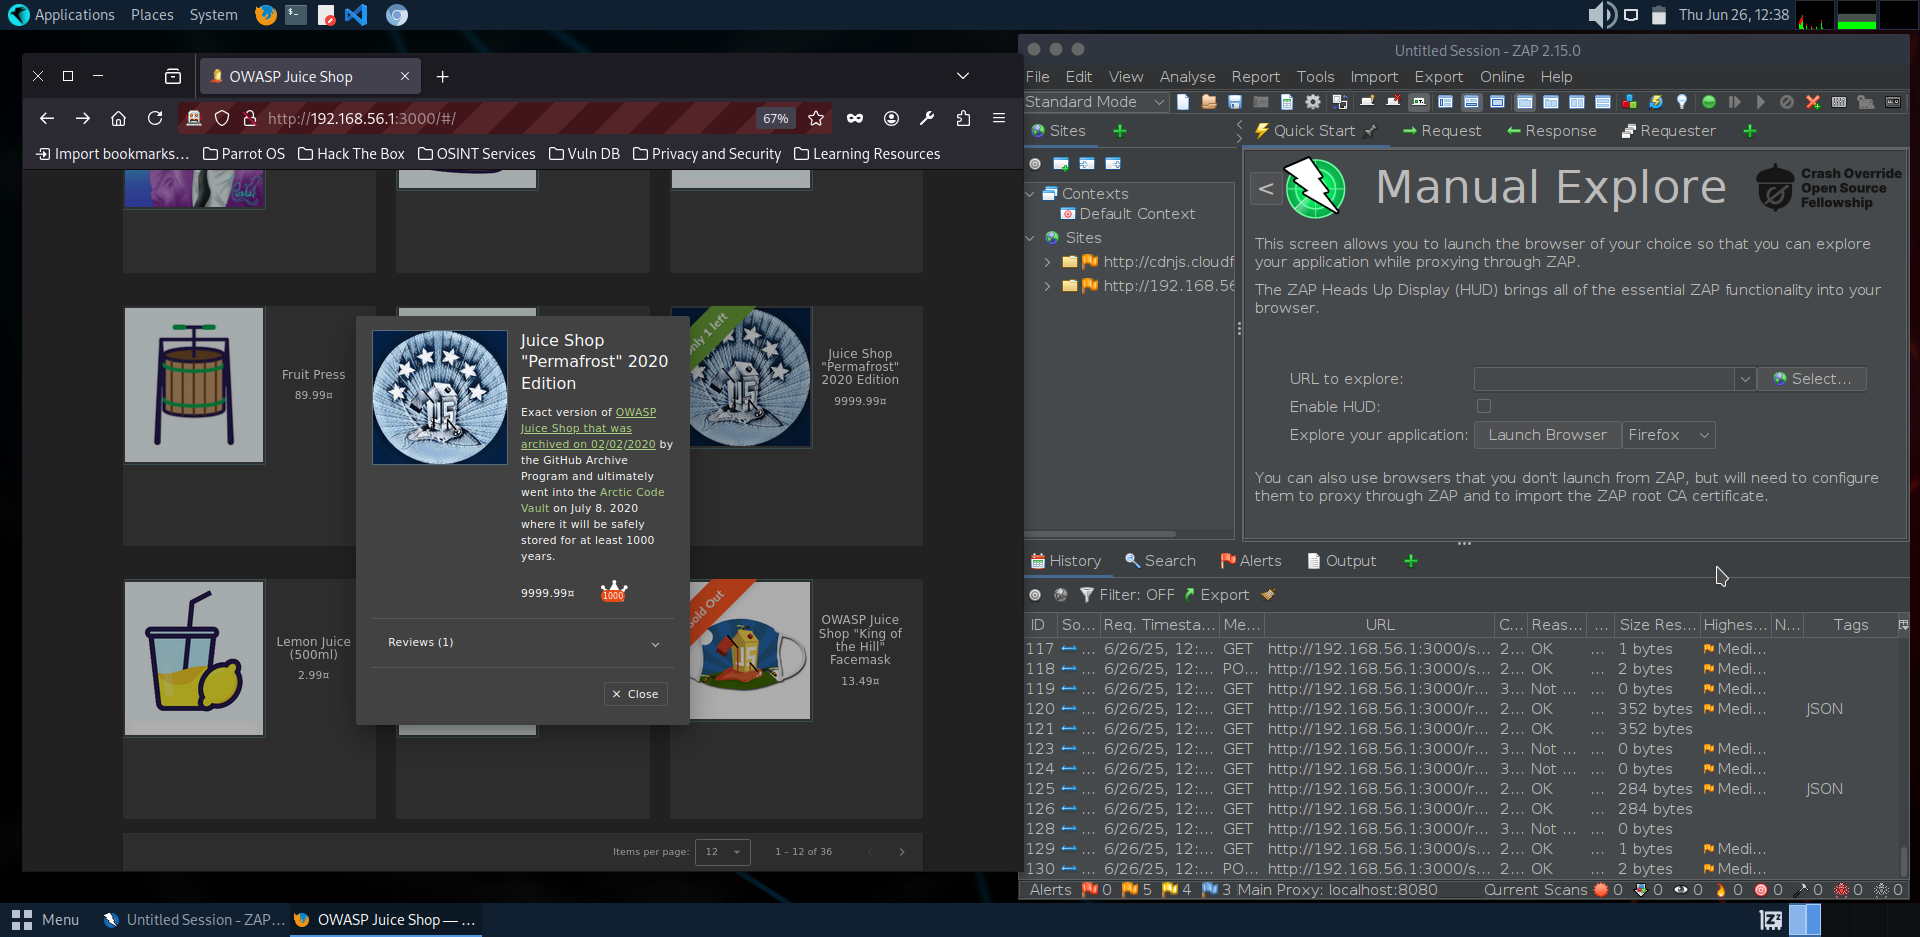 Applications Places System
Thu Jun 26, 12:38
OWASP Juice Shop
http://192.168.56.1:3000/#/
67%
Import bookmarks...
Parrot OS
Hack The Box
OSINT Services
Vuln DB
Privacy and Security
Learning Resources
Fruit Press
89.99¤
Juice Shop
"Permafrost" 2020
Edition
Exact version of OWASP
Juice Shop that was
archived on 02/02/2020 by
the GitHub Archive
Program and ultimately
went into the Arctic Code
Vault on July 8. 2020
where it will be safely
stored for at least 1000
years.
9999.99¤
1000
Reviews (1)
Close
Only 1 left
Juice Shop
"Permafrost"
2020 Edition
9999.99¤
Lemon Juice
(500ml)
2.99¤
Sold Out
OWASP Juice
Shop "King of
the Hill"
Facemask
13.49¤
Items per page:
12
1 – 12 of 36
Untitled Session - ZAP 2.15.0
File Edit View Analyse Report Tools Import Export Online Help
Standard Mode
Sites
Quick Start
Request
Response
Requester
Contexts
Default Context
Sites
http://cdnjs.cloudf
http://192.168.56
<
Manual Explore
Crash Override
Open Source
Fellowship
This screen allows you to launch the browser of your choice so that you can explore
your application while proxying through ZAP.
The ZAP Heads Up Display (HUD) brings all of the essential ZAP functionality into your
browser.
URL to explore:
Select...
Enable HUD:
Explore your application:
Launch Browser
Firefox
You can also use browsers that you don't launch from ZAP, but will need to configure
them to proxy through ZAP and to import the ZAP root CA certificate.
History
Search
Alerts
Output
Filter: OFF
Export
ID So... Req. Timesta... Me... URL C... Reas... ... Size Res... Highes... N... Tags
117 ... 6/26/25, 12:... GET http://192.168.56.1:3000/s... 2... OK ... 1 bytes Medi...
118 ... 6/26/25, 12:... PO... http://192.168.56.1:3000/s... 2... OK ... 2 bytes Medi...
119 ... 6/26/25, 12:... GET http://192.168.56.1:3000/r... 3... Not ... ... 0 bytes Medi...
120 ... 6/26/25, 12:... GET http://192.168.56.1:3000/r... 2... OK ... 352 bytes Medi... JSON
121 ... 6/26/25, 12:... GET http://192.168.56.1:3000/r... 2... OK ... 352 bytes
123 ... 6/26/25, 12:... GET http://192.168.56.1:3000/r... 3... Not ... ... 0 bytes Medi...
124 ... 6/26/25, 12:... GET http://192.168.56.1:3000/r... 3... Not ... ... 0 bytes Medi...
125 ... 6/26/25, 12:... GET http://192.168.56.1:3000/r... 2... OK ... 284 bytes Medi... JSON
126 ... 6/26/25, 12:... GET http://192.168.56.1:3000/r... 2... OK ... 284 bytes
128 ... 6/26/25, 12:... GET http://192.168.56.1:3000/r... 3... Not ... ... 0 bytes
129 ... 6/26/25, 12:... GET http://192.168.56.1:3000/s... 2... OK ... 1 bytes Medi...
130 ... 6/26/25, 12:... PO... http://192.168.56.1:3000/s... 2... OK ... 2 bytes Medi...
Alerts 0 5 4 3 Main Proxy: localhost:8080 Current Scans 0 0 0 0 0 0 0 0
Menu
Untitled Session - ZAP...
OWASP Juice Shop — ...